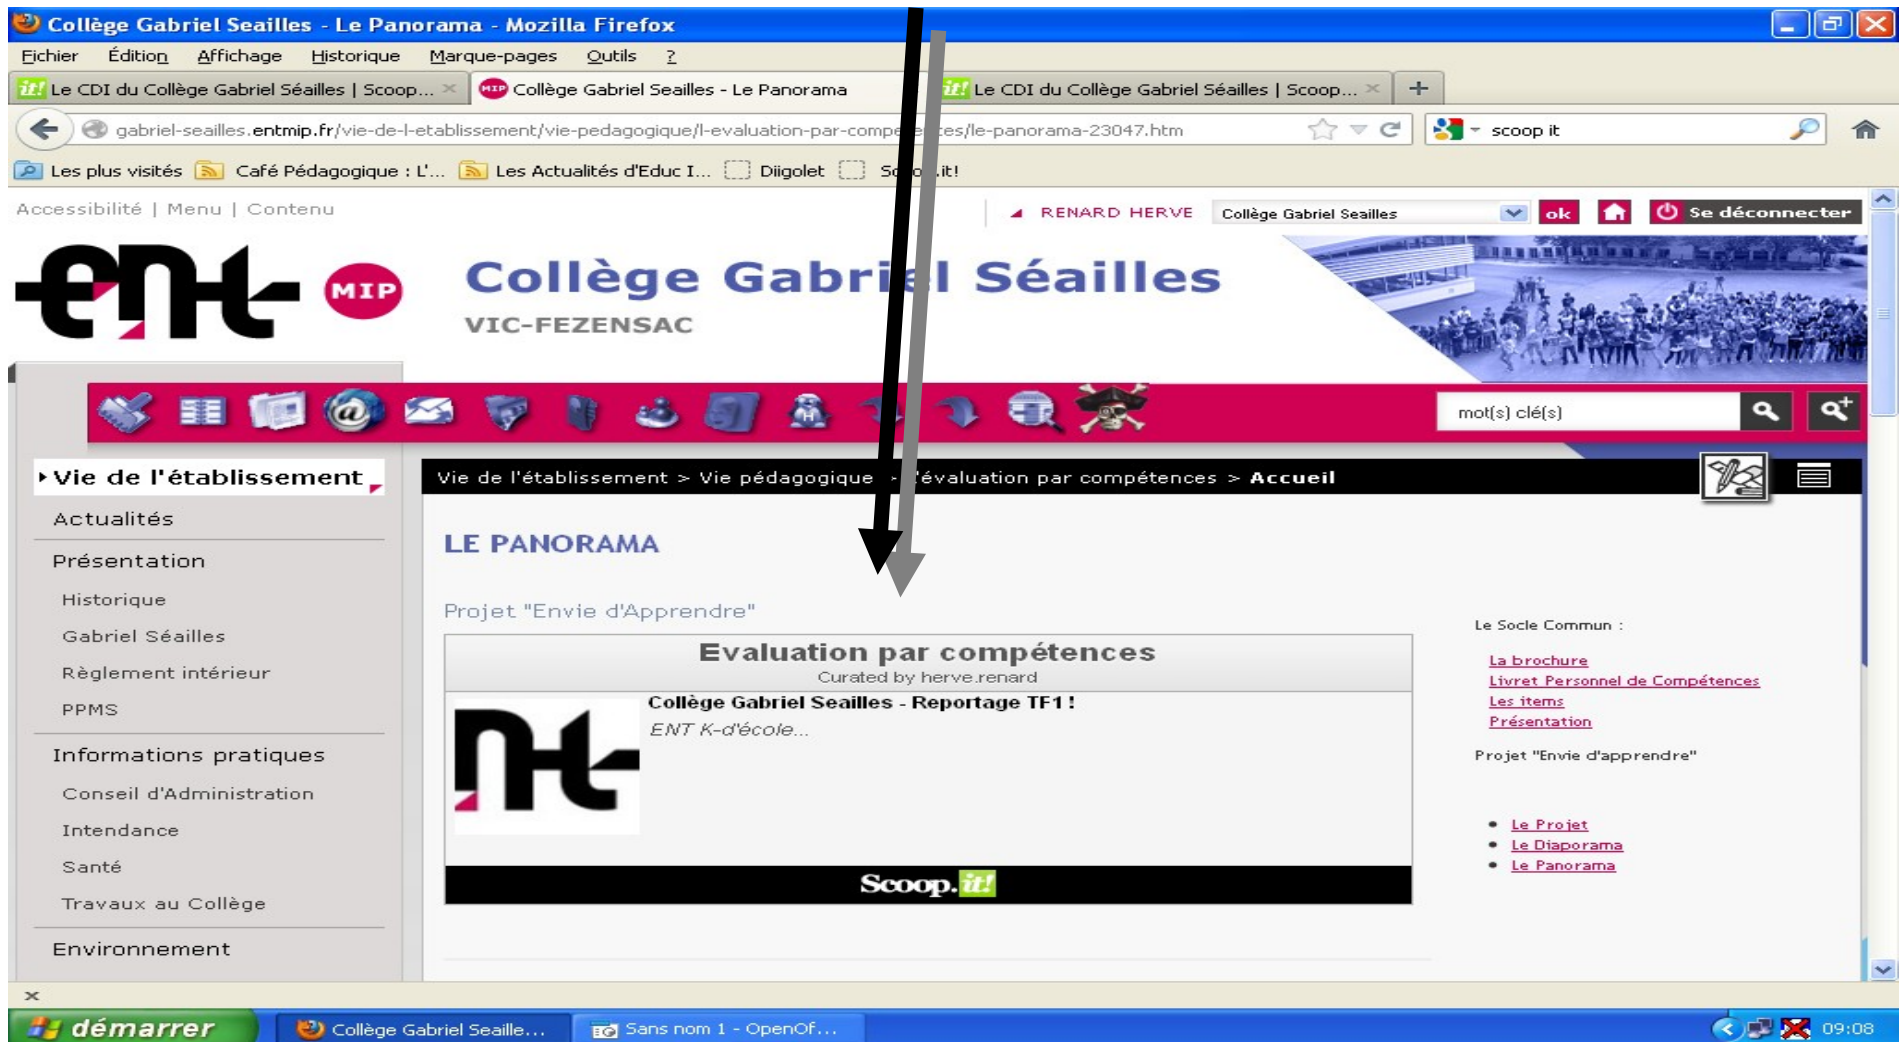 Collège Gabriel Seailles - Le Panorama - Mozilla Firefox
Fichier Édition Affichage Historique Marque-pages Outils ?
it! Le CDI du Collège Gabriel Séailles | Scoop... × MIP Collège Gabriel Seailles - Le Panorama it! Le CDI du Collège Gabriel Séailles | Scoop... × +
gabriel-seailles.entmip.fr/vie-de-l-etablissement/vie-pedagogique/l-evaluation-par-competences/le-panorama-23047.htm scoop it
Les plus visités Café Pédagogique : L'... Les Actualités d'Educ I... Diigolet Scoop.it!
Accessibilité | Menu | Contenu RENARD HERVE Collège Gabriel Seailles ok Se déconnecter
ent MIP
Collège Gabriel Séailles
VIC-FEZENSAC
mot(s) clé(s)
Vie de l'établissement
Vie de l'établissement > Vie pédagogique > l'évaluation par compétences > Accueil
Actualités
Présentation
Historique
Gabriel Séailles
Règlement intérieur
PPMS
Informations pratiques
Conseil d'Administration
Intendance
Santé
Travaux au Collège
Environnement
LE PANORAMA
Projet "Envie d'Apprendre"
Evaluation par compétences
Curated by herve.renard
Collège Gabriel Seailles - Reportage TF1 !
ENT K-d'école...
nt
Scoop.it!
Le Socle Commun :
La brochure
Livret Personnel de Compétences
Les items
Présentation
Projet "Envie d'apprendre"
Le Projet
Le Diaporama
Le Panorama
×
démarrer Collège Gabriel Seaille... Sans nom 1 - OpenOf... 09:08